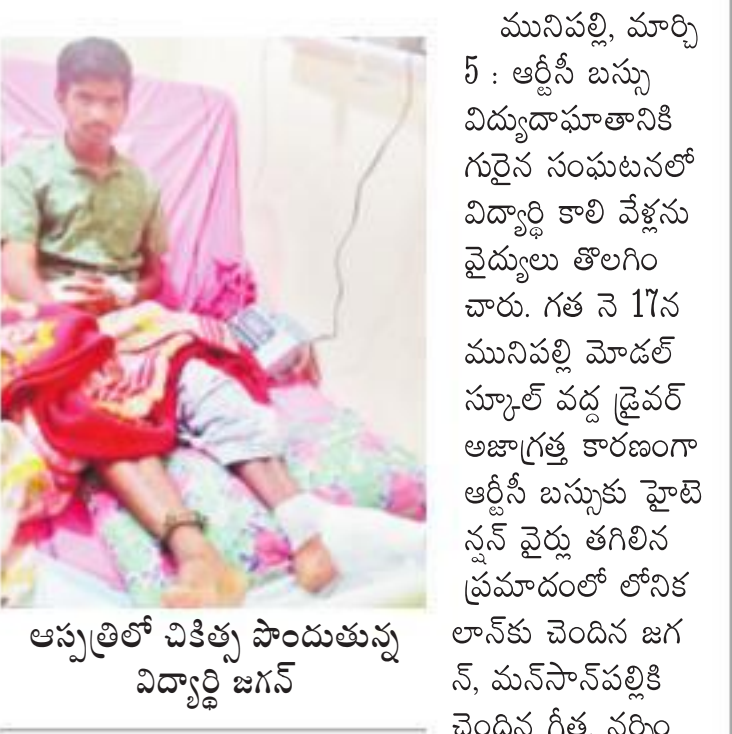 మునిపల్లి, మార్చి
5 : ఆర్టీసీ బస్సు
విద్యుదాఘాతానికి
గురైన సంఘటనలో
విద్యార్థి కాలి వేళ్లను
వైద్యులు తొలగిం
చారు. గత నె 17న
మునిపల్లి మోడల్
స్కూల్ వద్ద డ్రైవర్
అజాగ్రత్త కారణంగా
ఆర్టీసీ బస్సుకు హైటె
న్షన్ వైర్లు తగిలిన
ప్రమాదంలో లోనిక
లాన్‌కు చెందిన జగ
న్, మన్‌సాన్‌పల్లికి
చెందిన గీత, నర్సిం
ఆస్పత్రిలో చికిత్స పొందుతున్న
విద్యార్థి జగన్